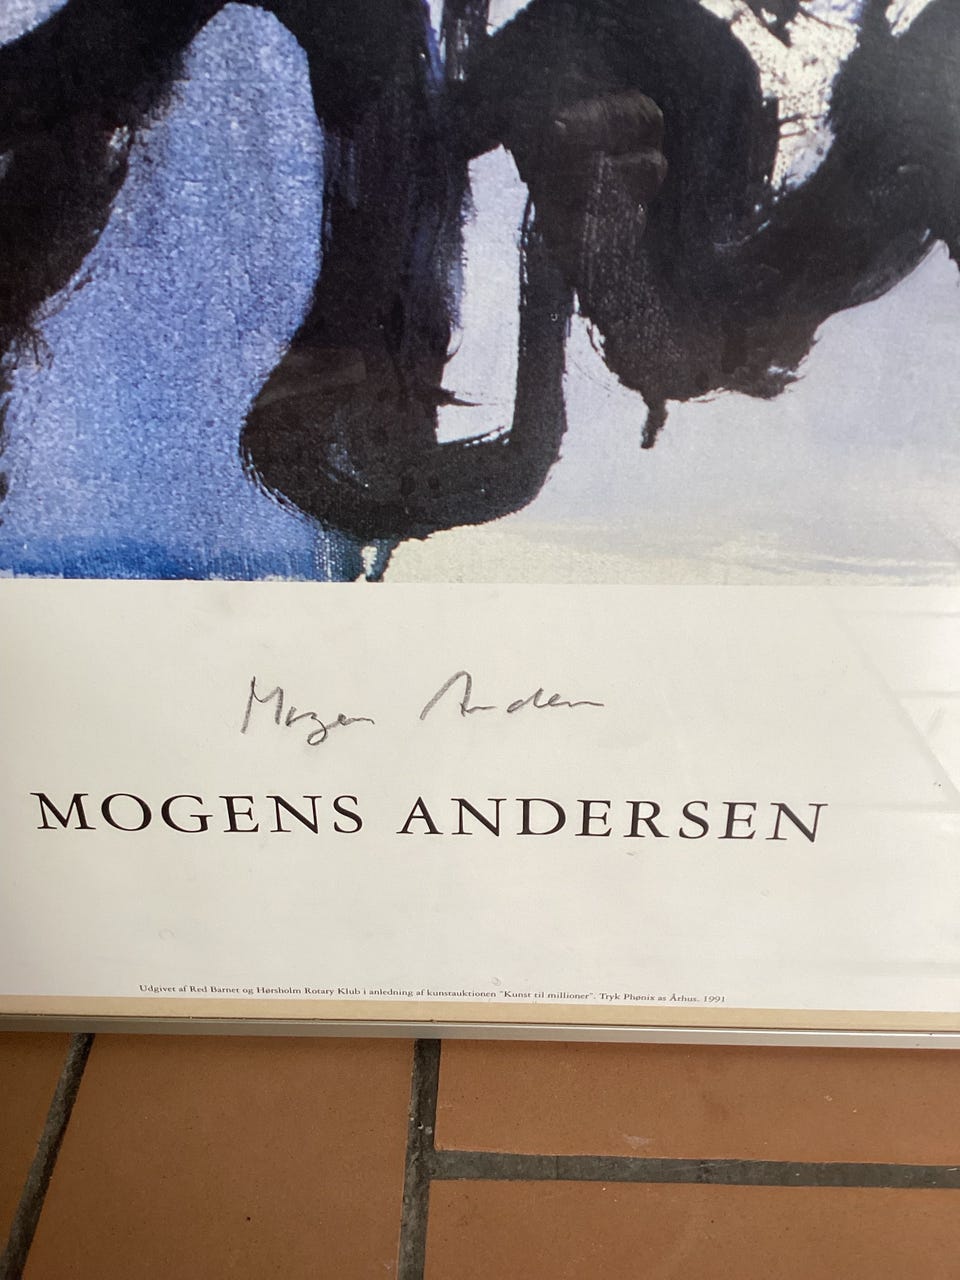 Mogens Andersen
MOGENS ANDERSEN
Udgivet af Red Barnet og Hørsholm Rotary Klub i anledning af kunstauktionen "Kunst til millioner". Tryk Phønix as Århus. 1991